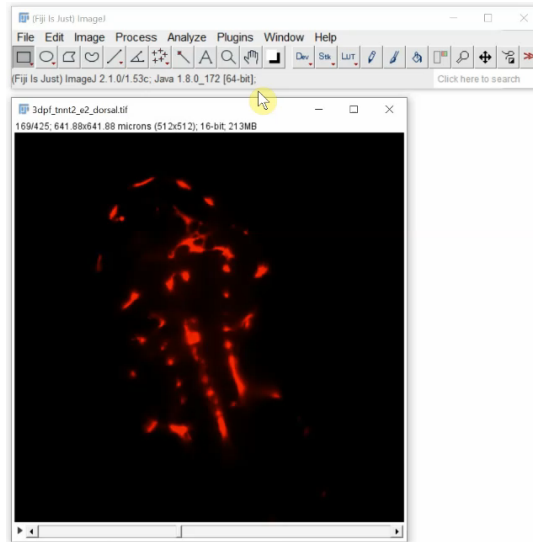 (Fiji Is Just) ImageJ
File Edit Image Process Analyze Plugins Window Help
A Dev Stk LUT
(Fiji Is Just) ImageJ 2.1.0/1.53c; Java 1.8.0_172 [64-bit];
Click here to search
3dpf_tnnt2_e2_dorsal.tif
169/425; 641.88x641.88 microns (512x512); 16-bit; 213MB